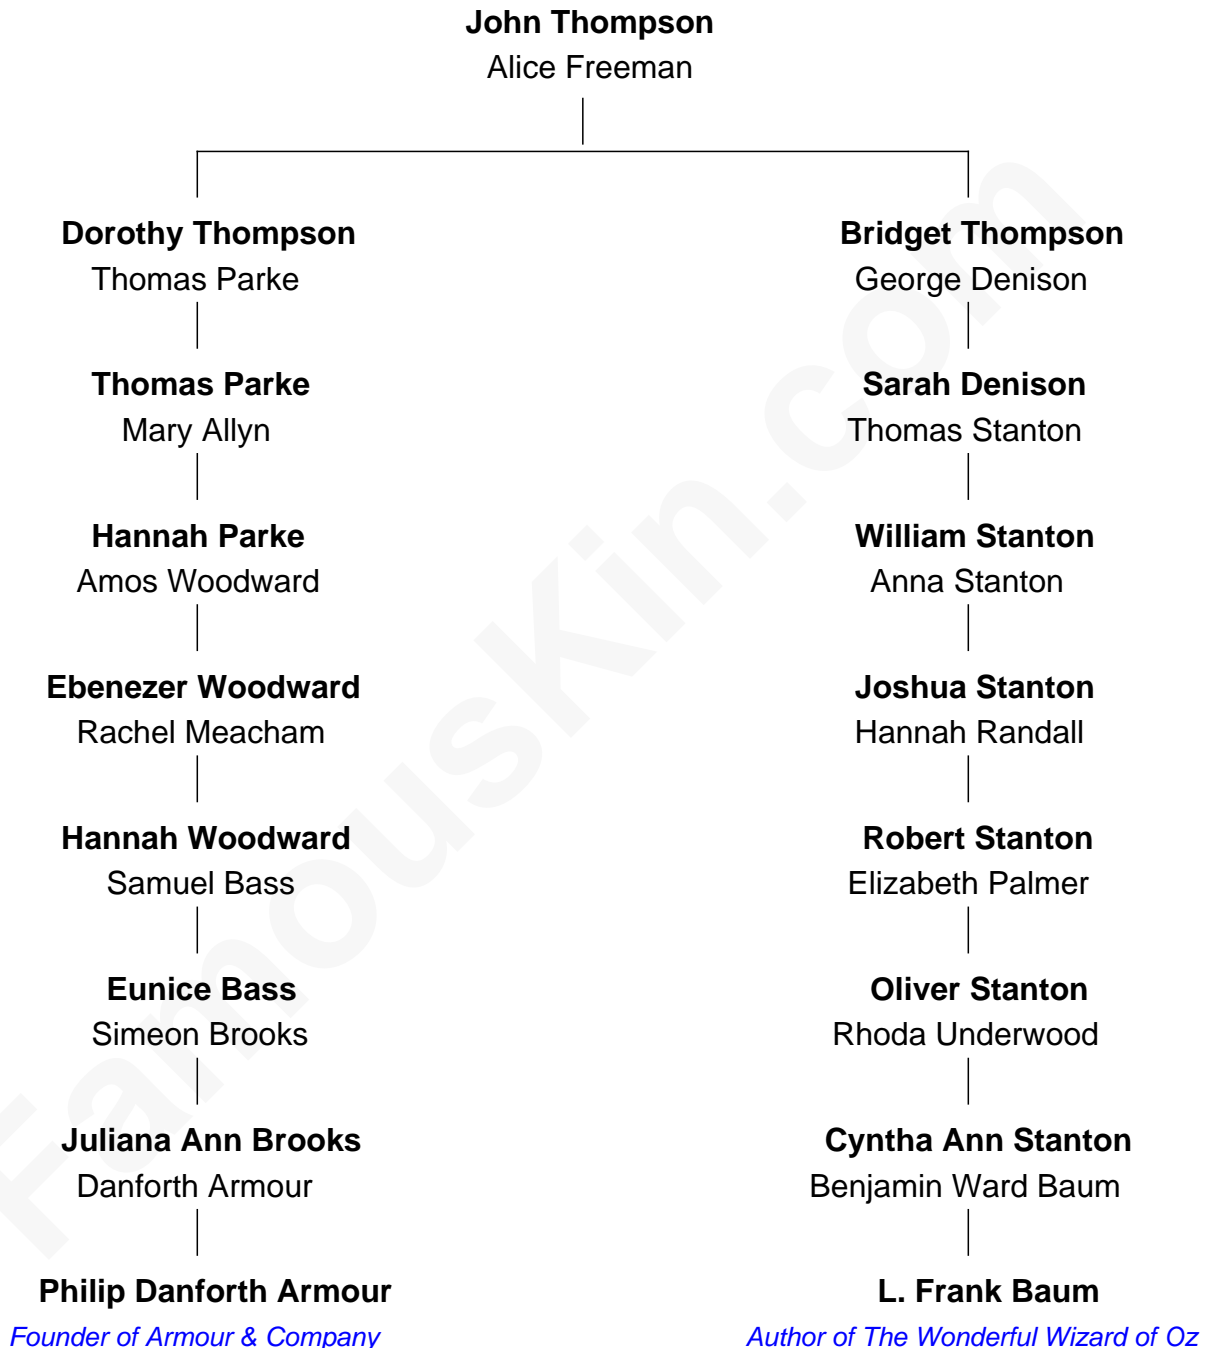 John Thompson
Alice Freeman
Dorothy Thompson
Thomas Parke
Bridget Thompson
George Denison
Thomas Parke
Mary Allyn
Sarah Denison
Thomas Stanton
Hannah Parke
Amos Woodward
William Stanton
Anna Stanton
Ebenezer Woodward
Rachel Meacham
Joshua Stanton
Hannah Randall
Hannah Woodward
Samuel Bass
Robert Stanton
Elizabeth Palmer
Eunice Bass
Simeon Brooks
Oliver Stanton
Rhoda Underwood
Juliana Ann Brooks
Danforth Armour
Cyntha Ann Stanton
Benjamin Ward Baum
Philip Danforth Armour
Founder of Armour & Company
L. Frank Baum
Author of The Wonderful Wizard of Oz
FamousKin.com